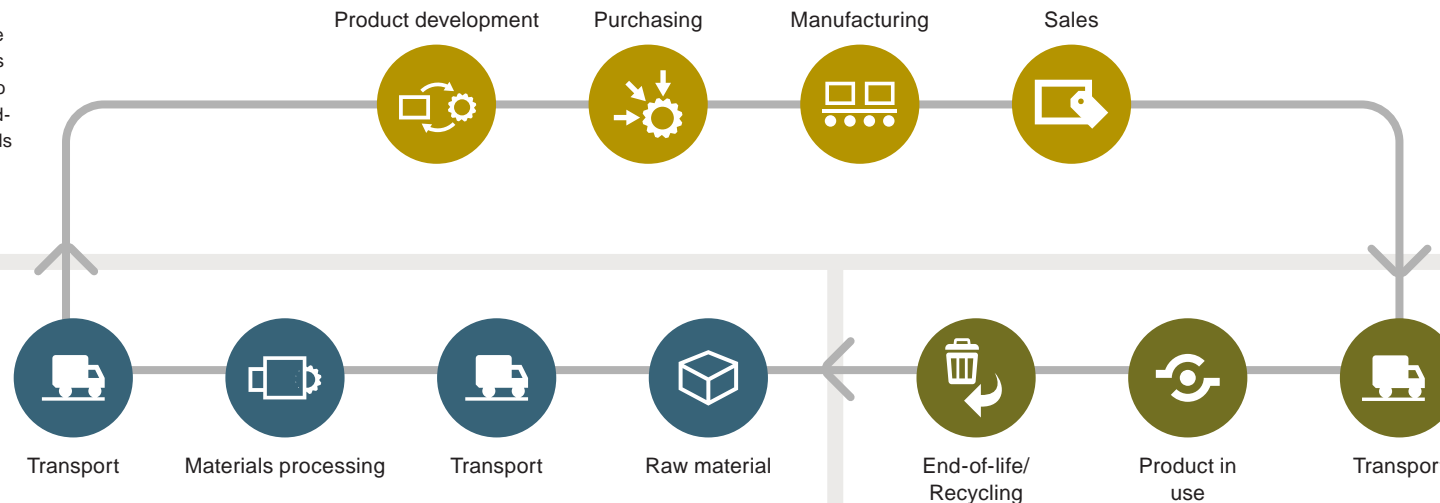 Product development
Purchasing
Manufacturing
Sales
Transport
Materials processing
Transport
Raw material
End-of-life/
Recycling
Product in
use